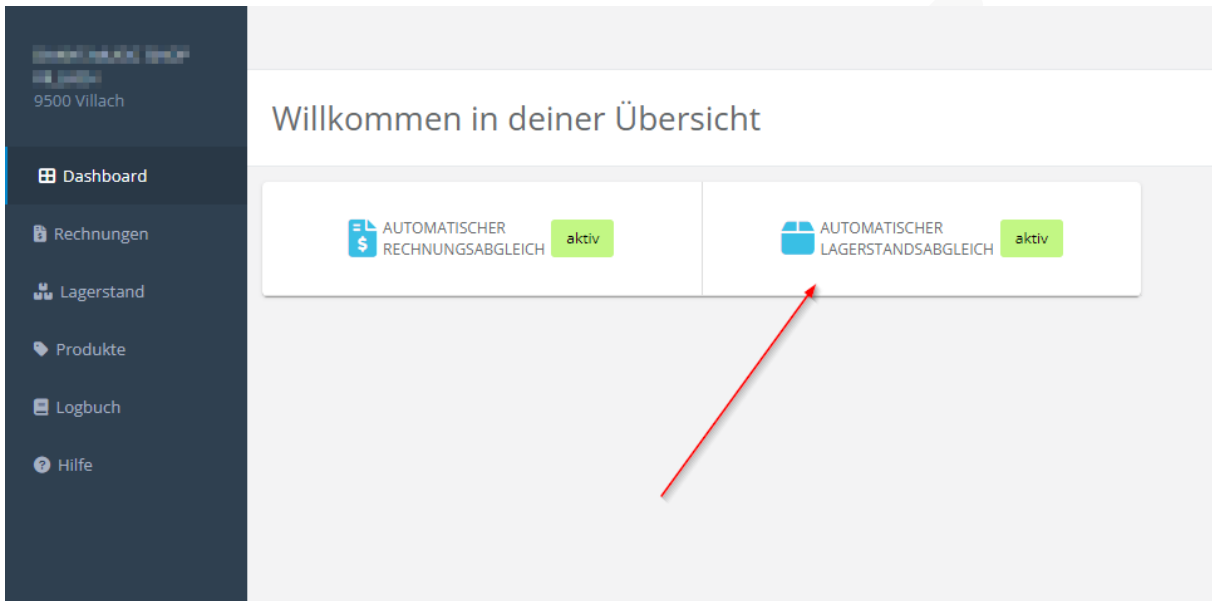 9500 Villach
Willkommen in deiner Übersicht
Dashboard
Rechnungen
Lagerstand
Produkte
Logbuch
Hilfe
AUTOMATISCHER
RECHNUNGSABGLEICH
aktiv
AUTOMATISCHER
LAGERSTANDSABGLEICH
aktiv